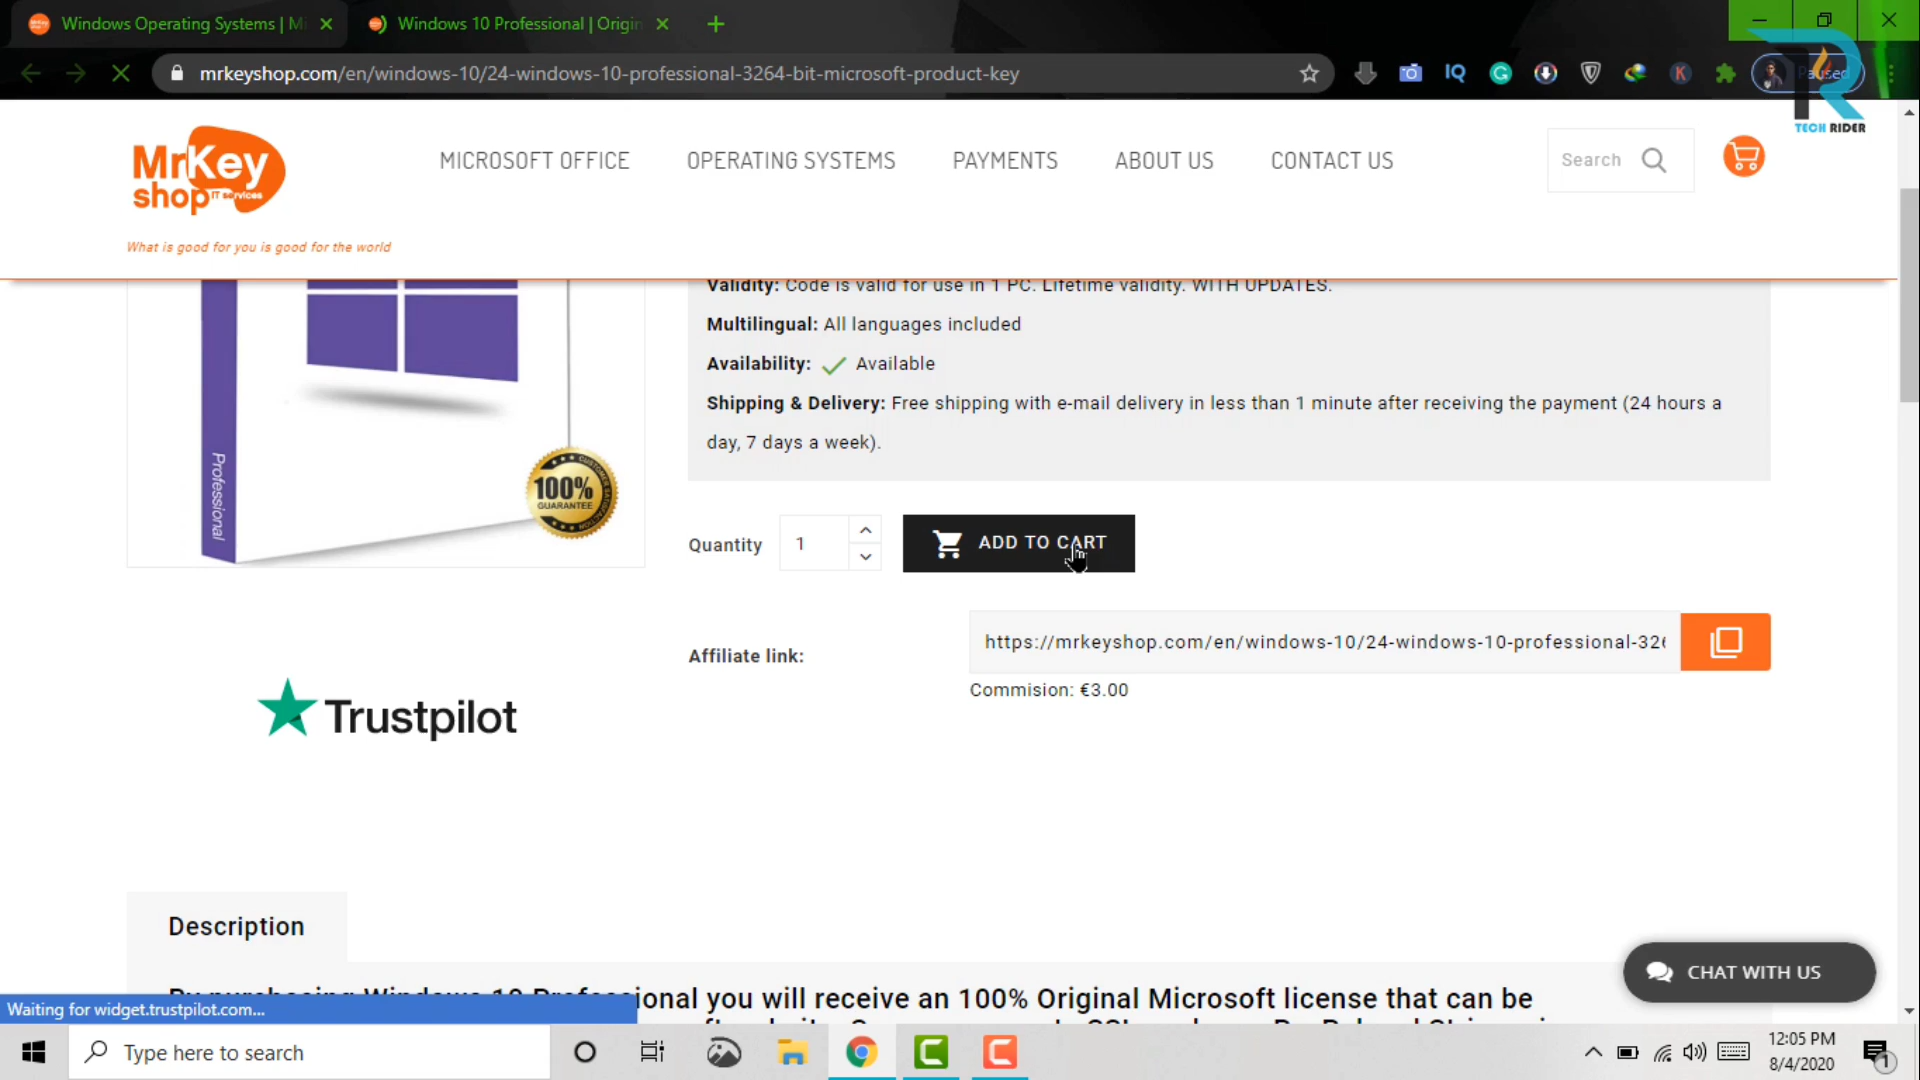 Windows Operating Systems | M
Windows 10 Professional | Origin
mrkeyshop.com/en/windows-10/24-windows-10-professional-3264-bit-microsoft-product-key
Paused
TECH RIDER
MrKey
shop IT services
What is good for you is good for the world
MICROSOFT OFFICE
OPERATING SYSTEMS
PAYMENTS
ABOUT US
CONTACT US
Search
Validity: Code is valid for use in 1 PC. Lifetime validity. WITH UPDATES.
Multilingual: All languages included
Availability: Available
Shipping & Delivery: Free shipping with e-mail delivery in less than 1 minute after receiving the payment (24 hours a
day, 7 days a week).
Professional
100%
GUARANTEE
Quantity
1
ADD TO CART
Affiliate link:
https://mrkeyshop.com/en/windows-10/24-windows-10-professional-326
Commision: €3.00
Trustpilot
Description
By purchasing Windows 10 Professional you will receive an 100% Original Microsoft license that can be
CHAT WITH US
Waiting for widget.trustpilot.com...
Type here to search
12:05 PM
8/4/2020
1